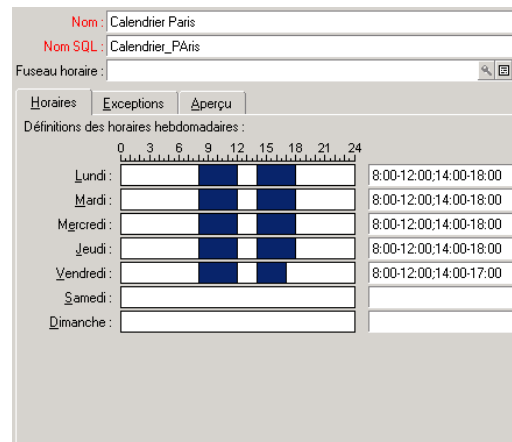 Nom : Calendrier Paris
Nom SQL : Calendrier_PAris
Fuseau horaire :
Horaires Exceptions Aperçu
Définitions des horaires hebdomadaires :
0 3 6 9 12 15 18 21 24
Lundi : 8:00-12:00;14:00-18:00
Mardi : 8:00-12:00;14:00-18:00
Mercredi : 8:00-12:00;14:00-18:00
Jeudi : 8:00-12:00;14:00-18:00
Vendredi : 8:00-12:00;14:00-17:00
Samedi :
Dimanche :